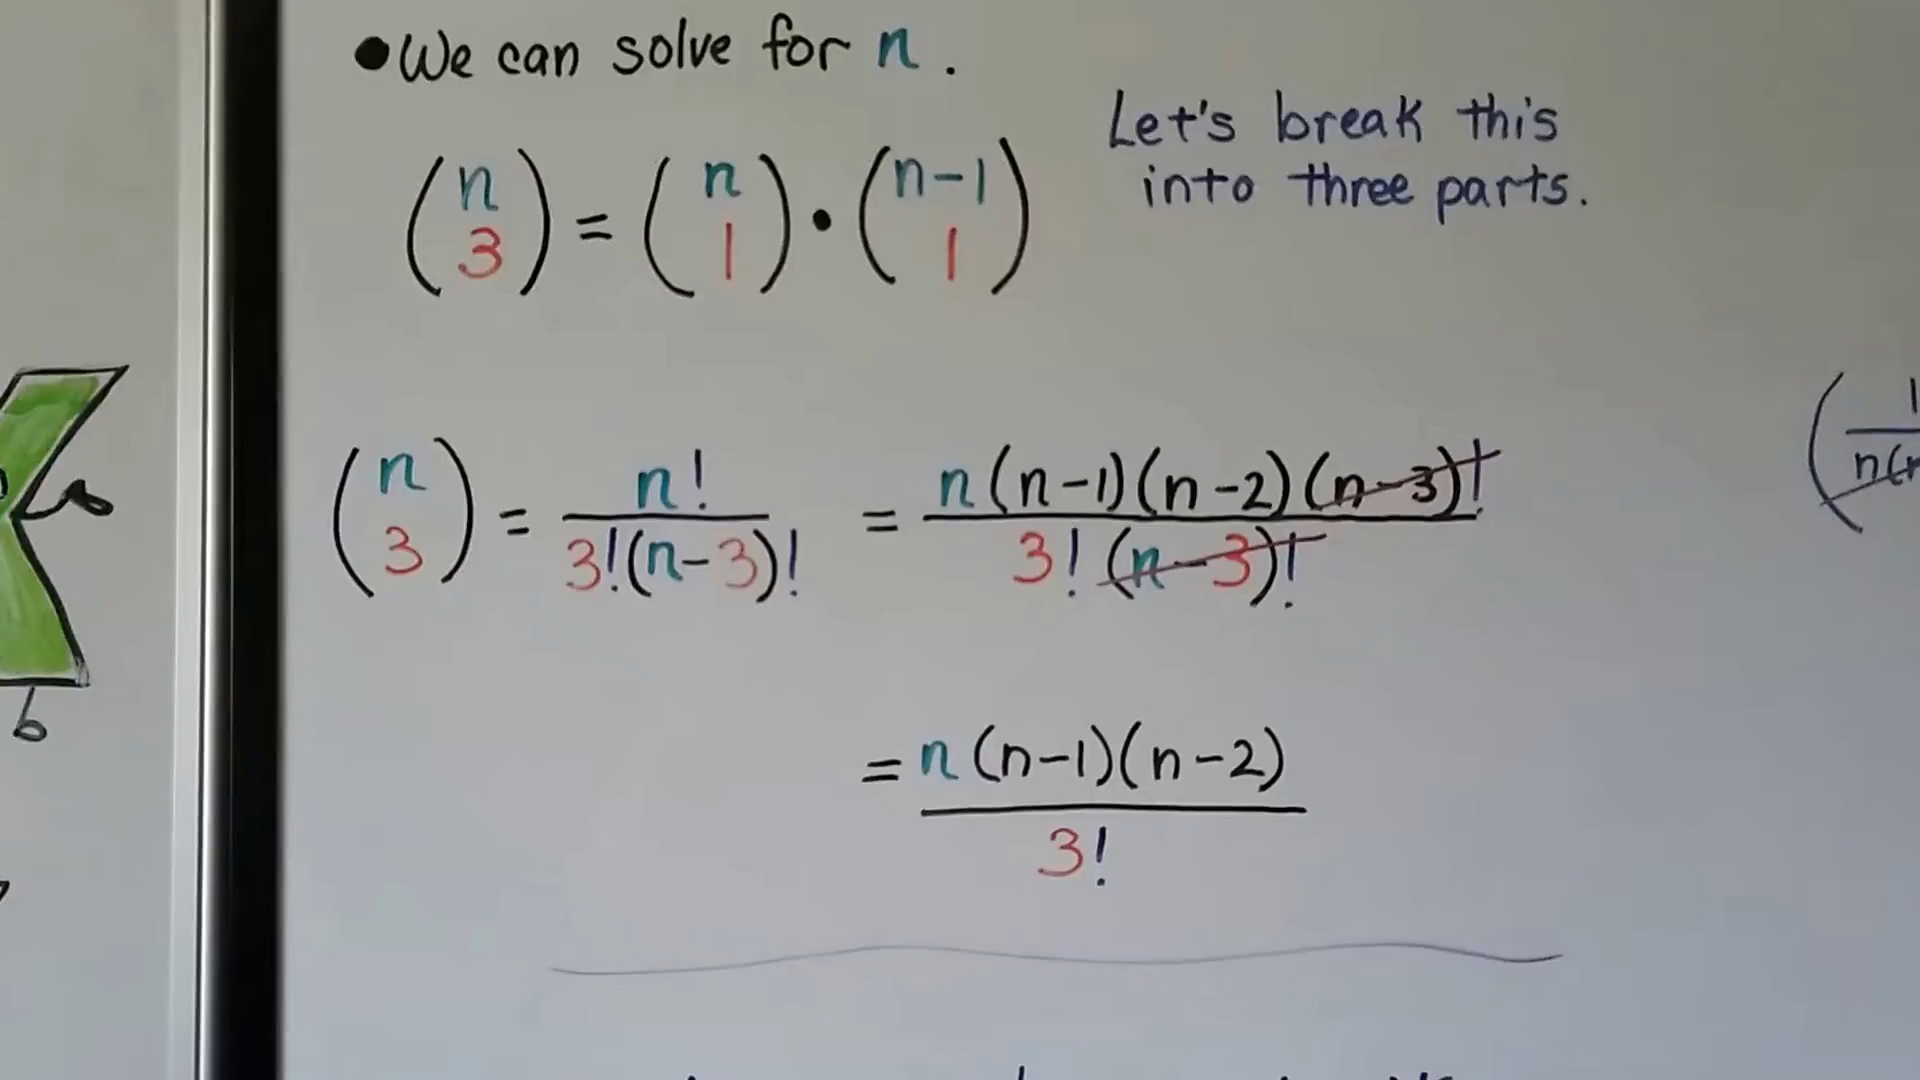 •We can solve for n.
Let's break this
into three parts.
(n 3) = (n 1) • (n-1 1)
(n 3) = n! / 3!(n-3)! = n(n-1)(n-2)(n-3)! / 3!(n-3)!
= n(n-1)(n-2) / 3!
b